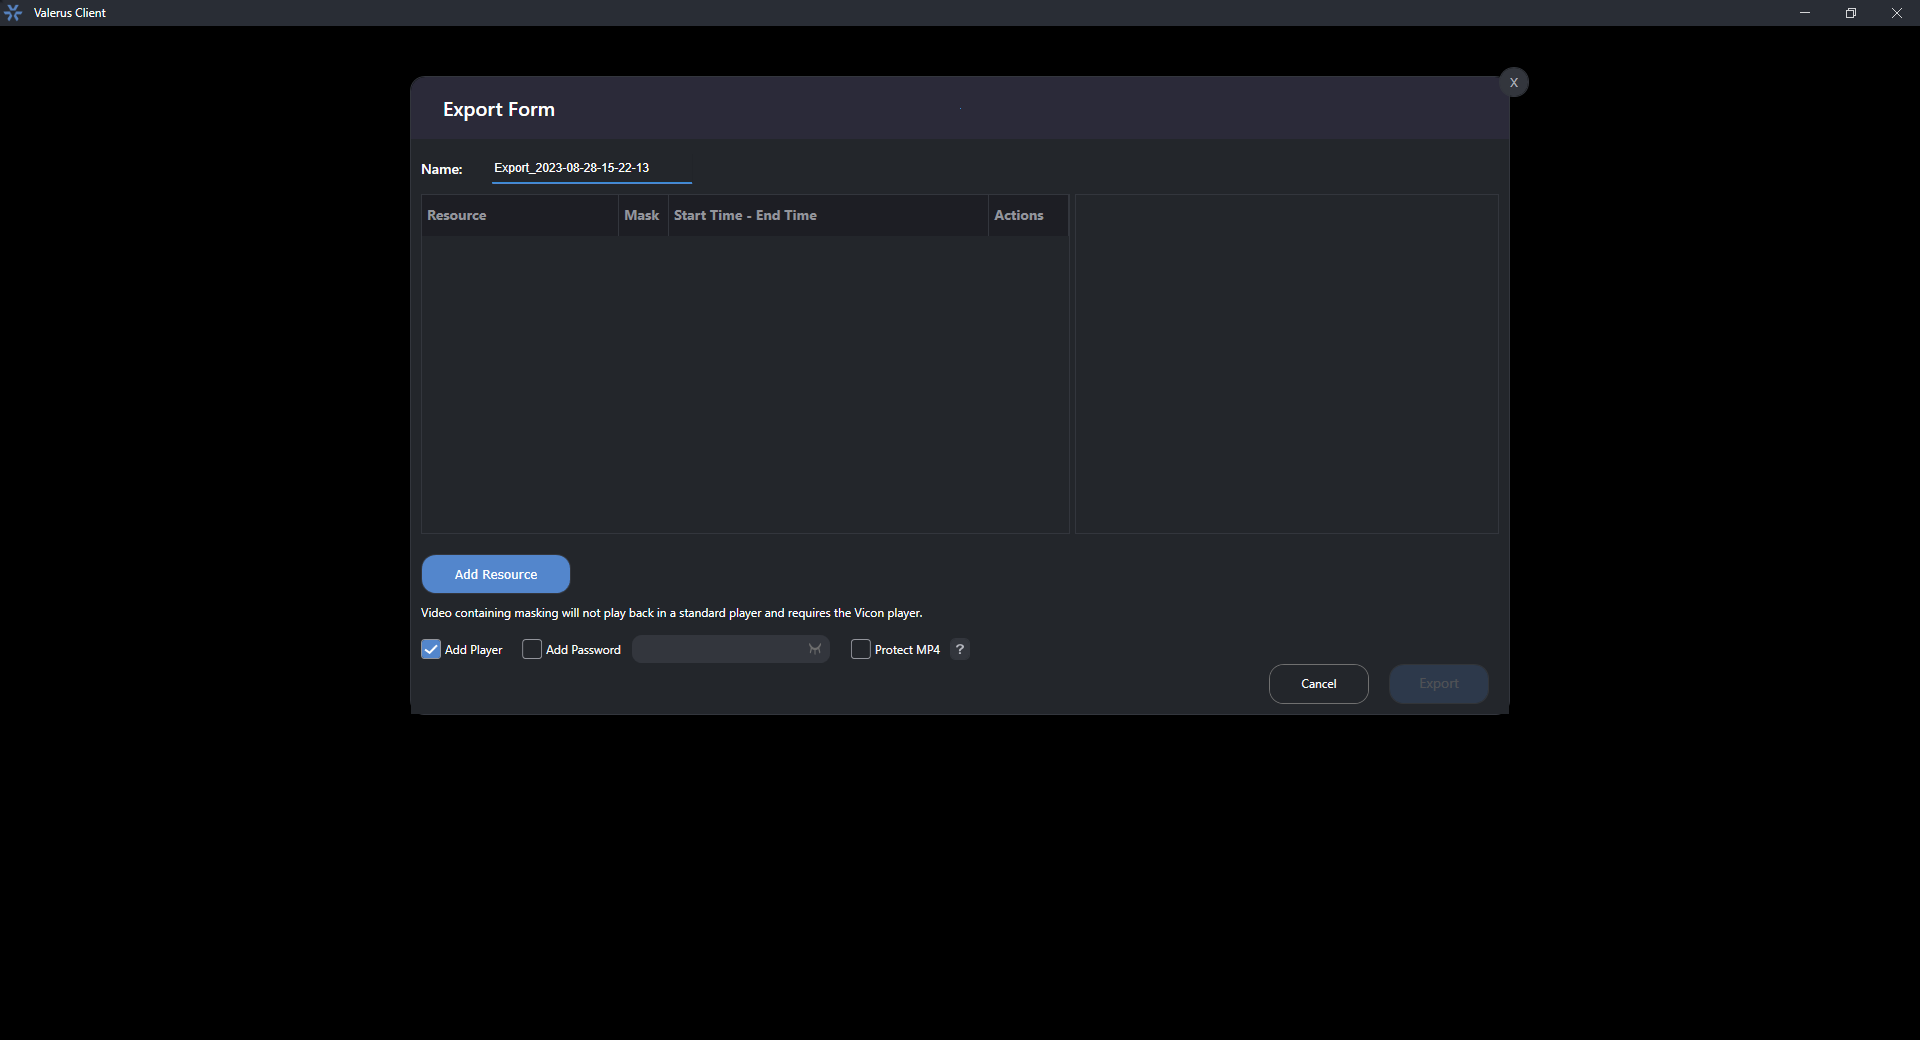 Valerus Client
X
Export Form
Name: Export_2023-08-28-15-22-13
Resource Mask Start Time - End Time Actions
Add Resource
Video containing masking will not play back in a standard player and requires the Vicon player.
Add Player Add Password Protect MP4 ?
Cancel Export